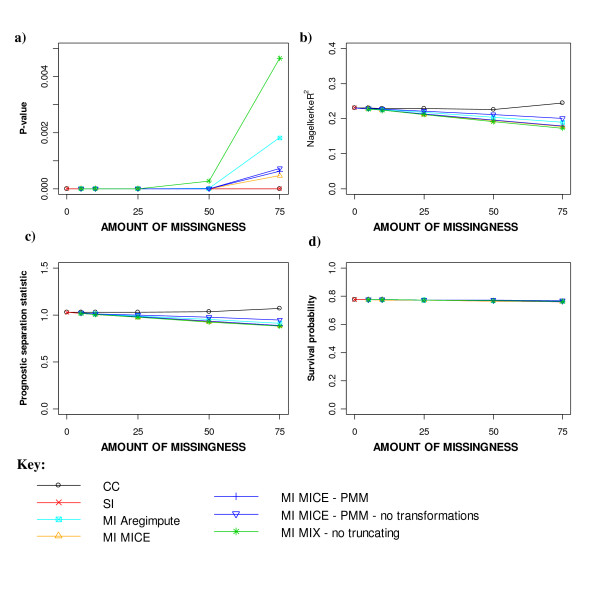 a)
P-value
0.000
0.002
0.004
0 25 50 75
AMOUNT OF MISSINGNESS
b)
NagelkerkeR²
0.0
0.1
0.2
0.3
0.4
0 25 50 75
AMOUNT OF MISSINGNESS
c)
Prognostic separation statistic
0.0
0.5
1.0
1.5
0 25 50 75
AMOUNT OF MISSINGNESS
d)
Survival probability
0.0
0.2
0.4
0.6
0.8
1.0
0 25 50 75
AMOUNT OF MISSINGNESS
Key:
CC
SI
MI Aregimpute
MI MICE
MI MICE - PMM
MI MICE - PMM - no transformations
MI MIX - no truncating